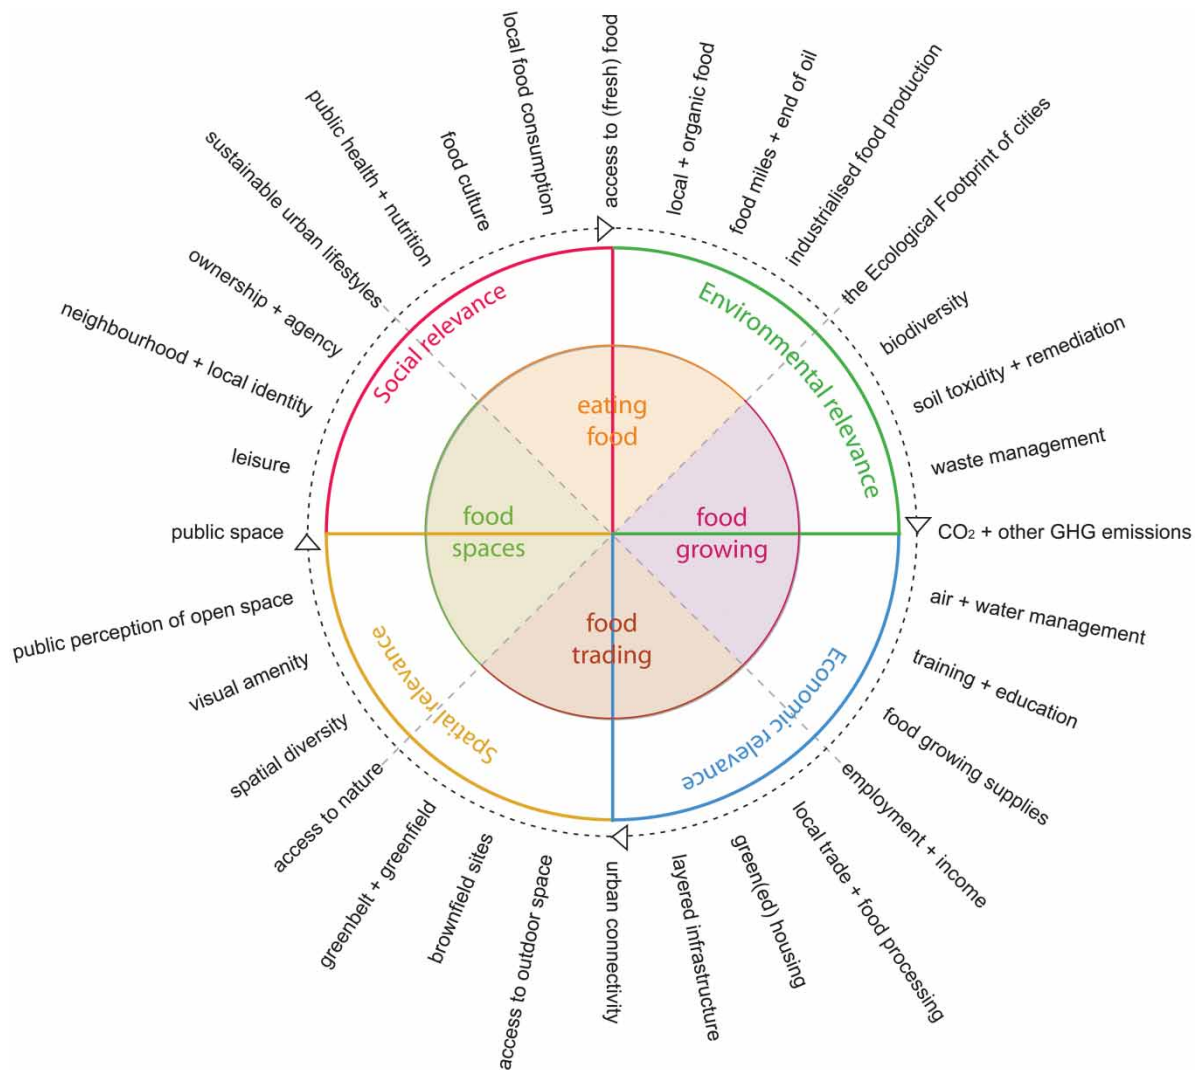 access to (fresh) food
local + organic food
food miles + end of oil
industrialised food production
the Ecological Footprint of cities
biodiversity
soil toxidity + remediation
waste management
CO₂ + other GHG emissions
air + water management
training + education
food growing supplies
employment + income
local trade + food processing
green(ed) housing
layered infrastructure
urban connectivity
access to outdoor space
brownfield sites
greenbelt + greenfield
access to nature
spatial diversity
visual amenity
public perception of open space
public space
leisure
neighbourhood + local identity
ownership + agency
sustainable urban lifestyles
public health + nutrition
food culture
local food consumption
Social relevance
Environmental relevance
Economic relevance
Spatial relevance
eating
food
food
growing
food
trading
food
spaces